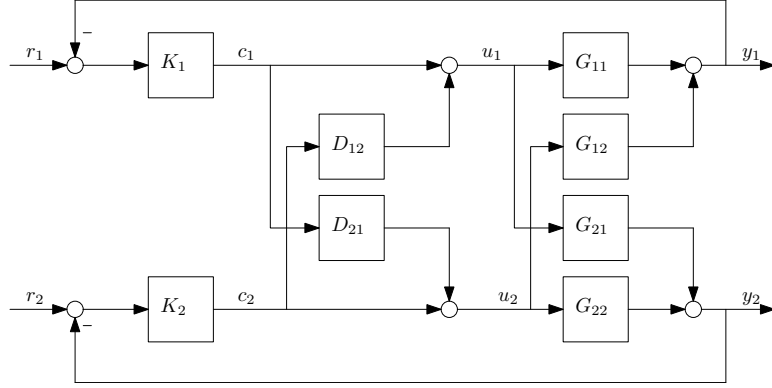 –
r₁ K₁ c₁ u₁ G₁₁ y₁
D₁₂ G₁₂
D₂₁ G₂₁
r₂ K₂ c₂ u₂ G₂₂ y₂
–